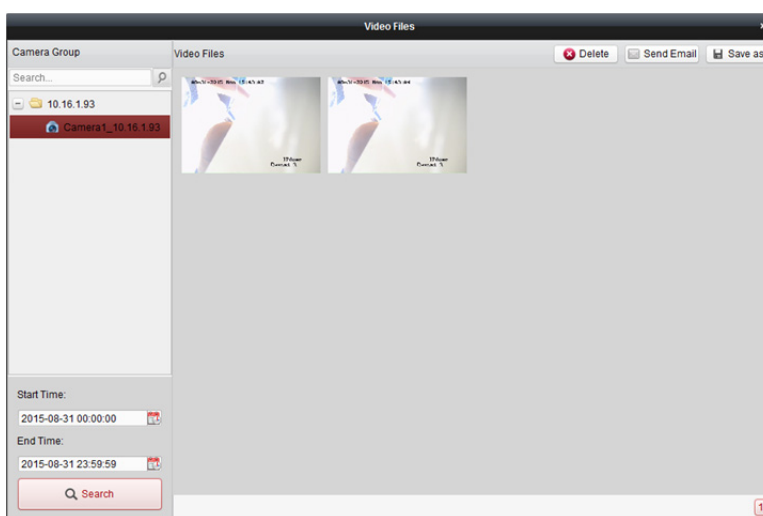 Video Files
Camera Group
Video Files
Delete
Send Email
Save as
Search...
10.16.1.93
Camera1_10.16.1.93
Start Time:
2015-08-31 00:00:00
End Time:
2015-08-31 23:59:59
Search
1